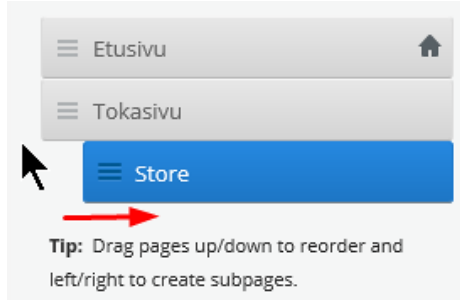 Etusivu
Tokasivu
Store
Tip: Drag pages up/down to reorder and
left/right to create subpages.